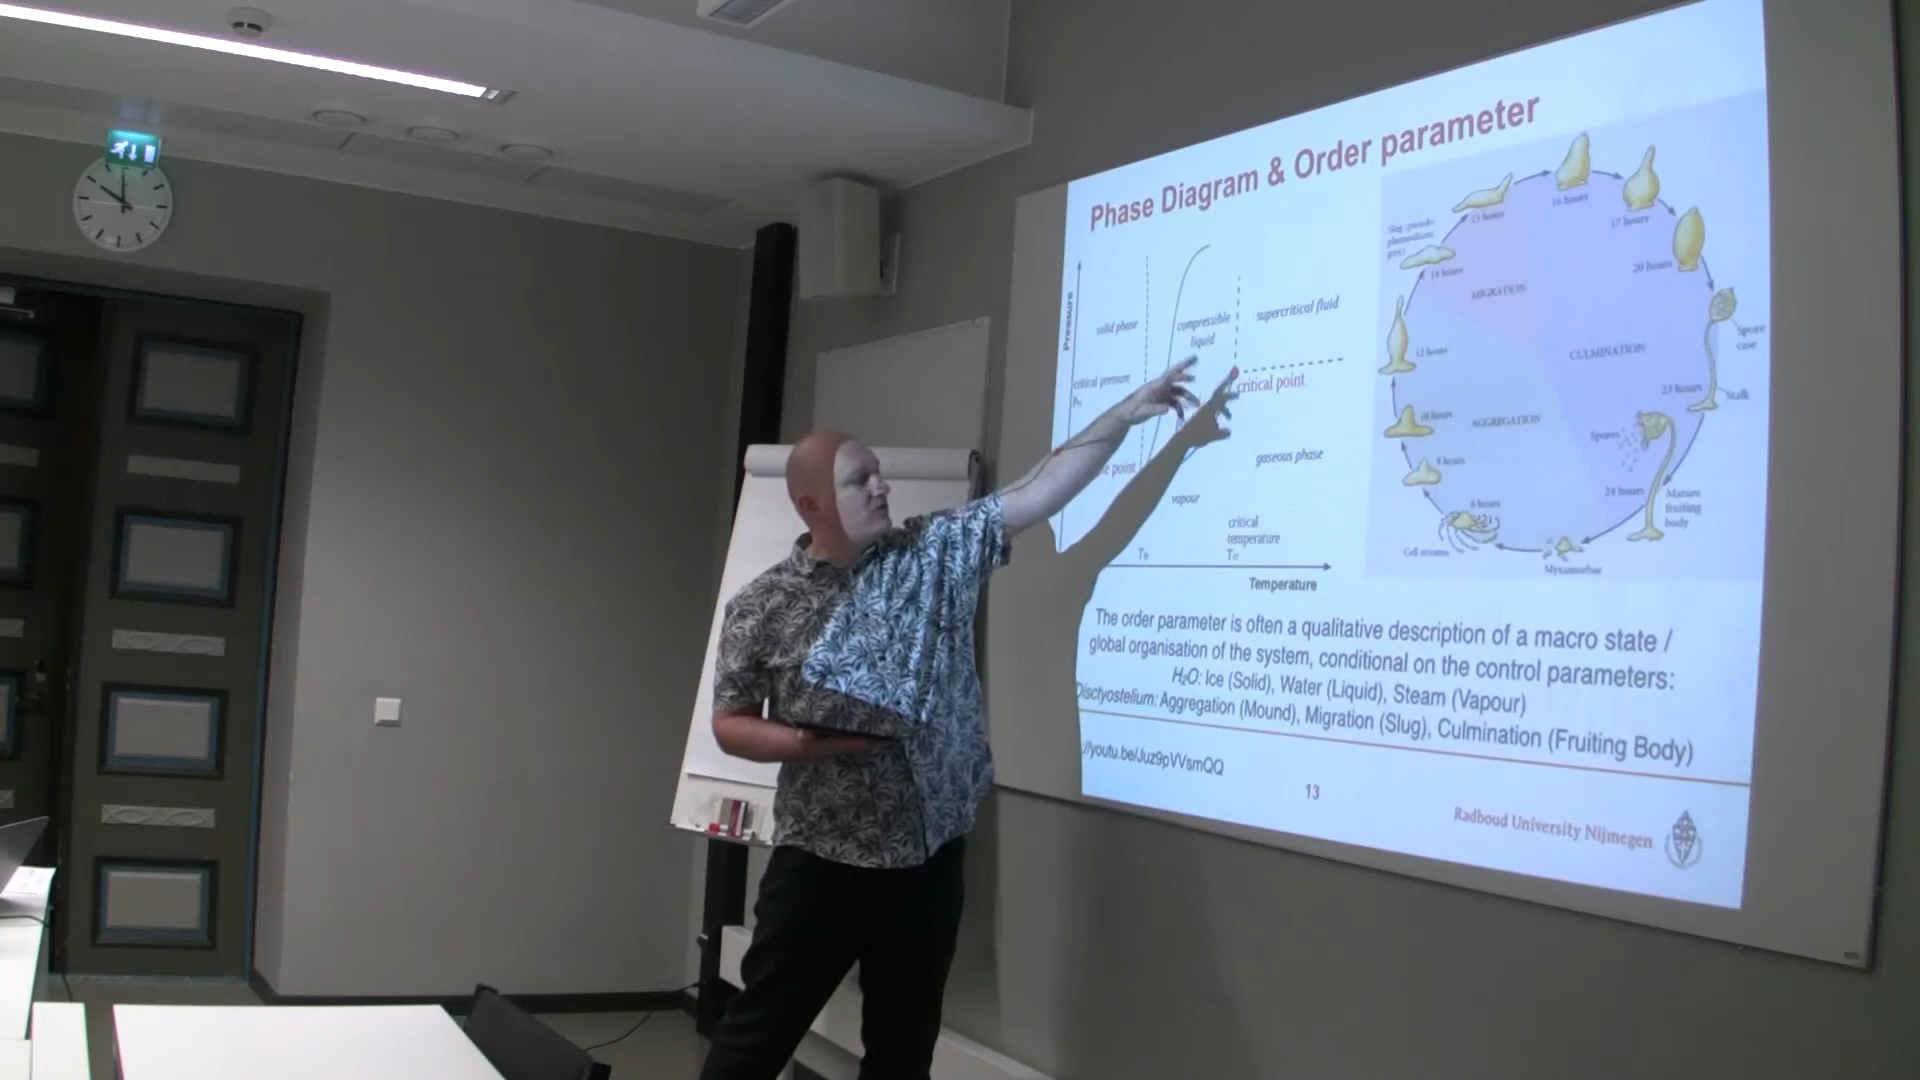 Phase Diagram & Order parameter
Pressure
solid phase
compressible
liquid
supercritical fluid
critical pressure
critical point
e point
gaseous phase
vapour
critical
temperature
Tcr
Temperature
Slug (pseudo-
plasmodium,
grex)
14 hours
15 hours
16 hours
17 hours
20 hours
Spore
case
23 hours
Stalk
Spores
24 hours
Mature
fruiting
body
Myxamoebae
Cell streams
8 hours
9 hours
10 hours
12 hours
MIGRATION
CULMINATION
AGGREGATION
The order parameter is often a qualitative description of a macro state /
global organisation of the system, conditional on the control parameters:
H₂O: Ice (Solid), Water (Liquid), Steam (Vapour)
Disctyostelium: Aggregation (Mound), Migration (Slug), Culmination (Fruiting Body)
://youtu.be/Juz9pVVsmQQ
13
Radboud University Nijmegen